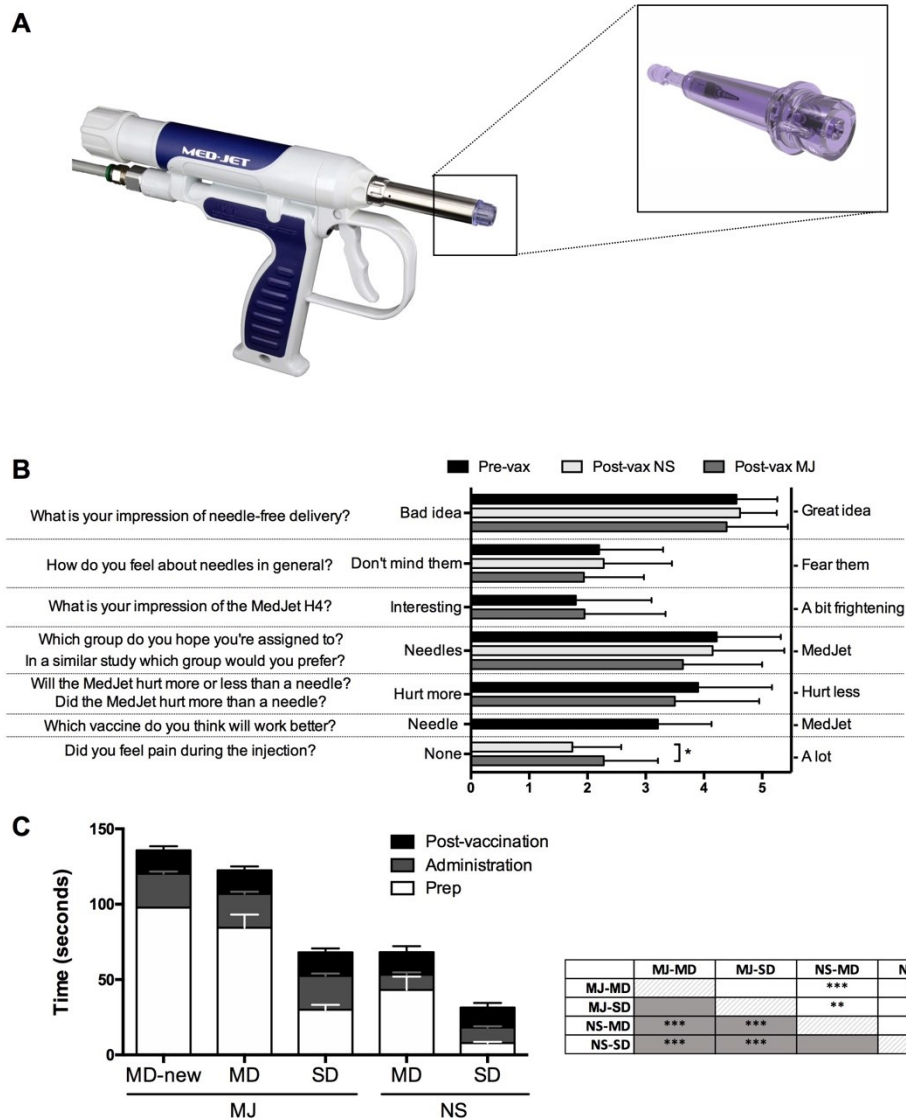 A
MED-JET
B
Pre-vax Post-vax NS Post-vax MJ
What is your impression of needle-free delivery? Bad idea Great idea
How do you feel about needles in general? Don't mind them Fear them
What is your impression of the MedJet H4? Interesting A bit frightening
Which group do you hope you're assigned to?
In a similar study which group would you prefer? Needles MedJet
Will the MedJet hurt more or less than a needle?
Did the MedJet hurt more than a needle? Hurt more Hurt less
Which vaccine do you think will work better? Needle MedJet
Did you feel pain during the injection? None * A lot
0 1 2 3 4 5
C
Time (seconds)
150
100
50
0
Post-vaccination
Administration
Prep
MD-new MD SD MD SD
MJ NS
MJ-MD MJ-SD NS-MD N
MJ-MD ***
MJ-SD **
NS-MD *** ***
NS-SD *** ***